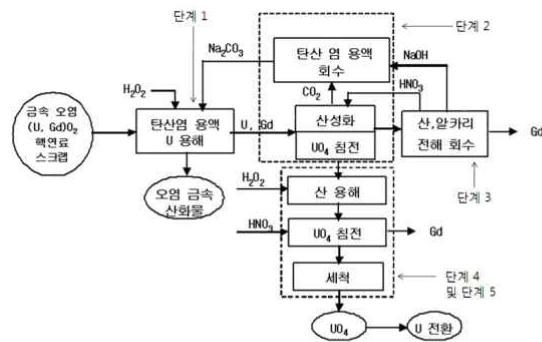 단계 1
단계 2
Na2CO3
탄산 염 용액
회수
NaOH
H2O2
CO2
HNO3
금속 오염
(U, Gd)O2
핵연료
스크랩
탄산염 용액
U 용해
U, Gd
산성화
UO4 침전
산,알카리
전해 회수
Gd
오염 금속
산화물
H2O2
산 용해
단계 3
HNO3
UO4 침전
Gd
세척
단계 4
및 단계 5
UO4
U 전환